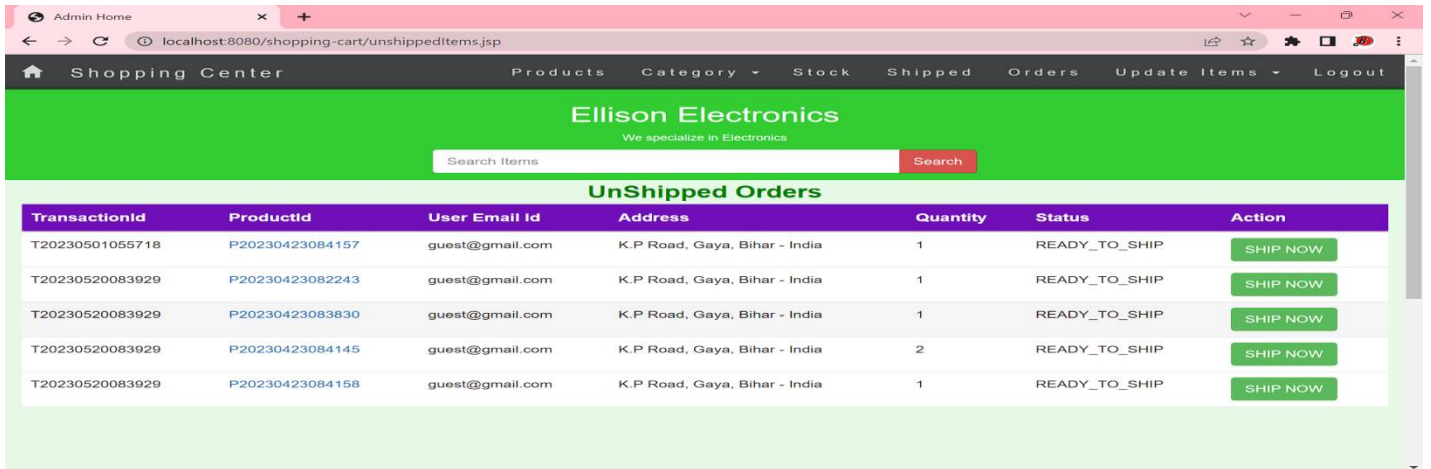 Admin Home
localhost:8080/shopping-cart/unshippedItems.jsp
Shopping Center Products Category Stock Shipped Orders Update Items Logout
Ellison Electronics
We specialize in Electronics
Search Items Search
UnShipped Orders
TransactionId ProductId User Email Id Address Quantity Status Action
T20230501055718 P20230423084157 guest@gmail.com K.P Road, Gaya, Bihar - India 1 READY_TO_SHIP SHIP NOW
T20230520083929 P20230423082243 guest@gmail.com K.P Road, Gaya, Bihar - India 1 READY_TO_SHIP SHIP NOW
T20230520083929 P20230423083830 guest@gmail.com K.P Road, Gaya, Bihar - India 1 READY_TO_SHIP SHIP NOW
T20230520083929 P20230423084145 guest@gmail.com K.P Road, Gaya, Bihar - India 2 READY_TO_SHIP SHIP NOW
T20230520083929 P20230423084158 guest@gmail.com K.P Road, Gaya, Bihar - India 1 READY_TO_SHIP SHIP NOW